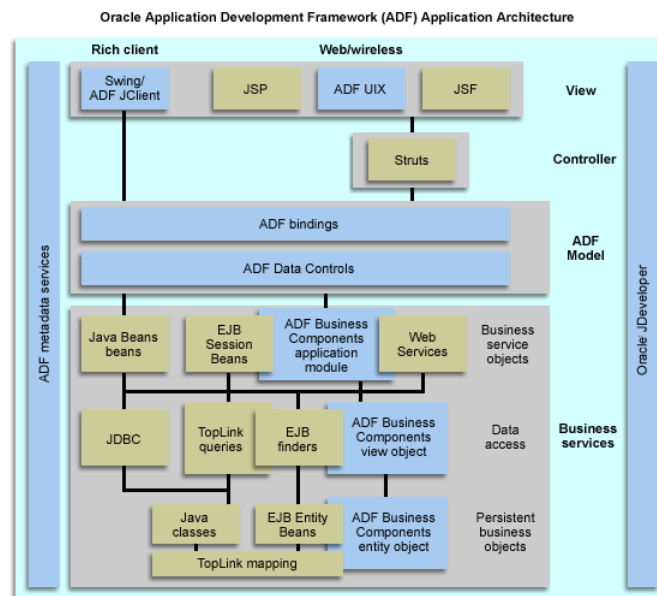 Oracle Application Development Framework (ADF) Application Architecture
Rich client
Web/wireless
Swing/
ADF JClient
JSP
ADF UIX
JSF
View
Struts
Controller
ADF bindings
ADF Data Controls
ADF
Model
ADF metadata services
Oracle JDeveloper
Java Beans
beans
EJB
Session
Beans
ADF Business
Components
application
module
Web
Services
Business
service
objects
JDBC
TopLink
queries
EJB
finders
ADF Business
Components
view object
Data
access
Business
services
Java
classes
EJB Entity
Beans
ADF Business
Components
entity object
Persistent
business
objects
TopLink mapping